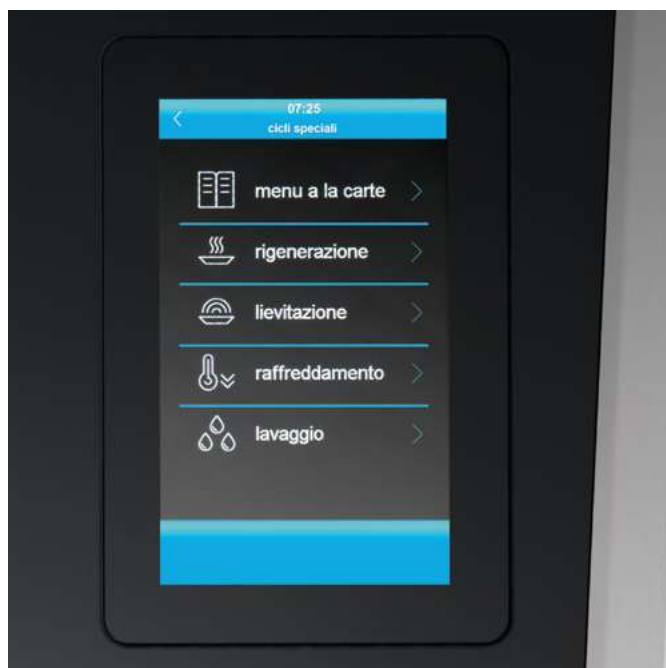 07:25
cicli speciali
menu a la carte
rigenerazione
lievitazione
raffreddamento
lavaggio